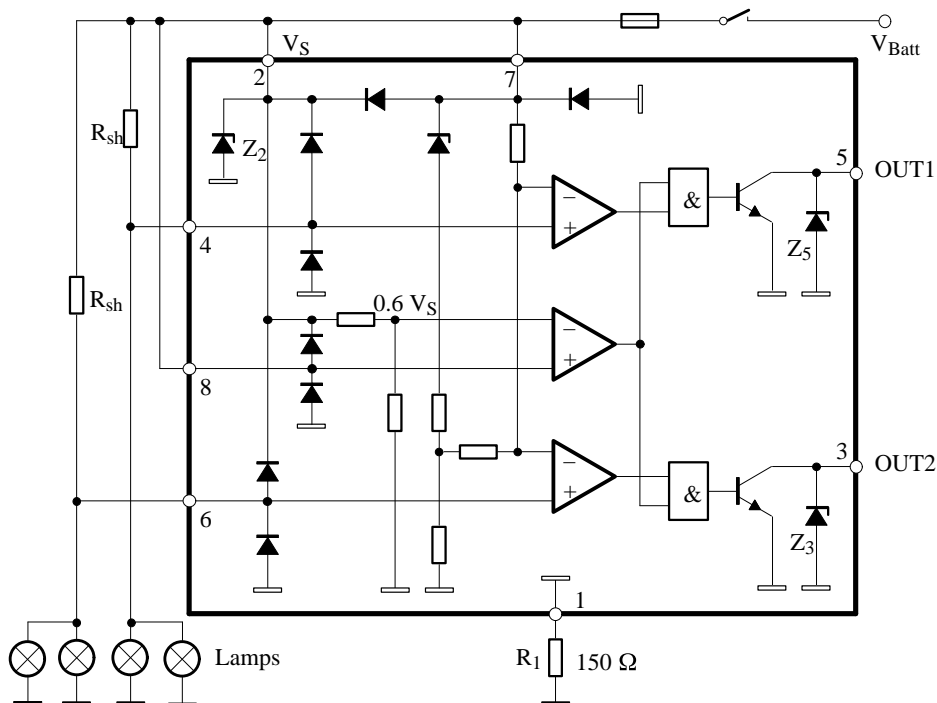 V_S
V_Batt
2
7
R_sh
Z_2
5
OUT1
&
4
Z_5
R_sh
0.6 V_S
−
+
−
+
8
3
OUT2
−
+
&
6
Z_3
1
Lamps
R_1
150 Ω